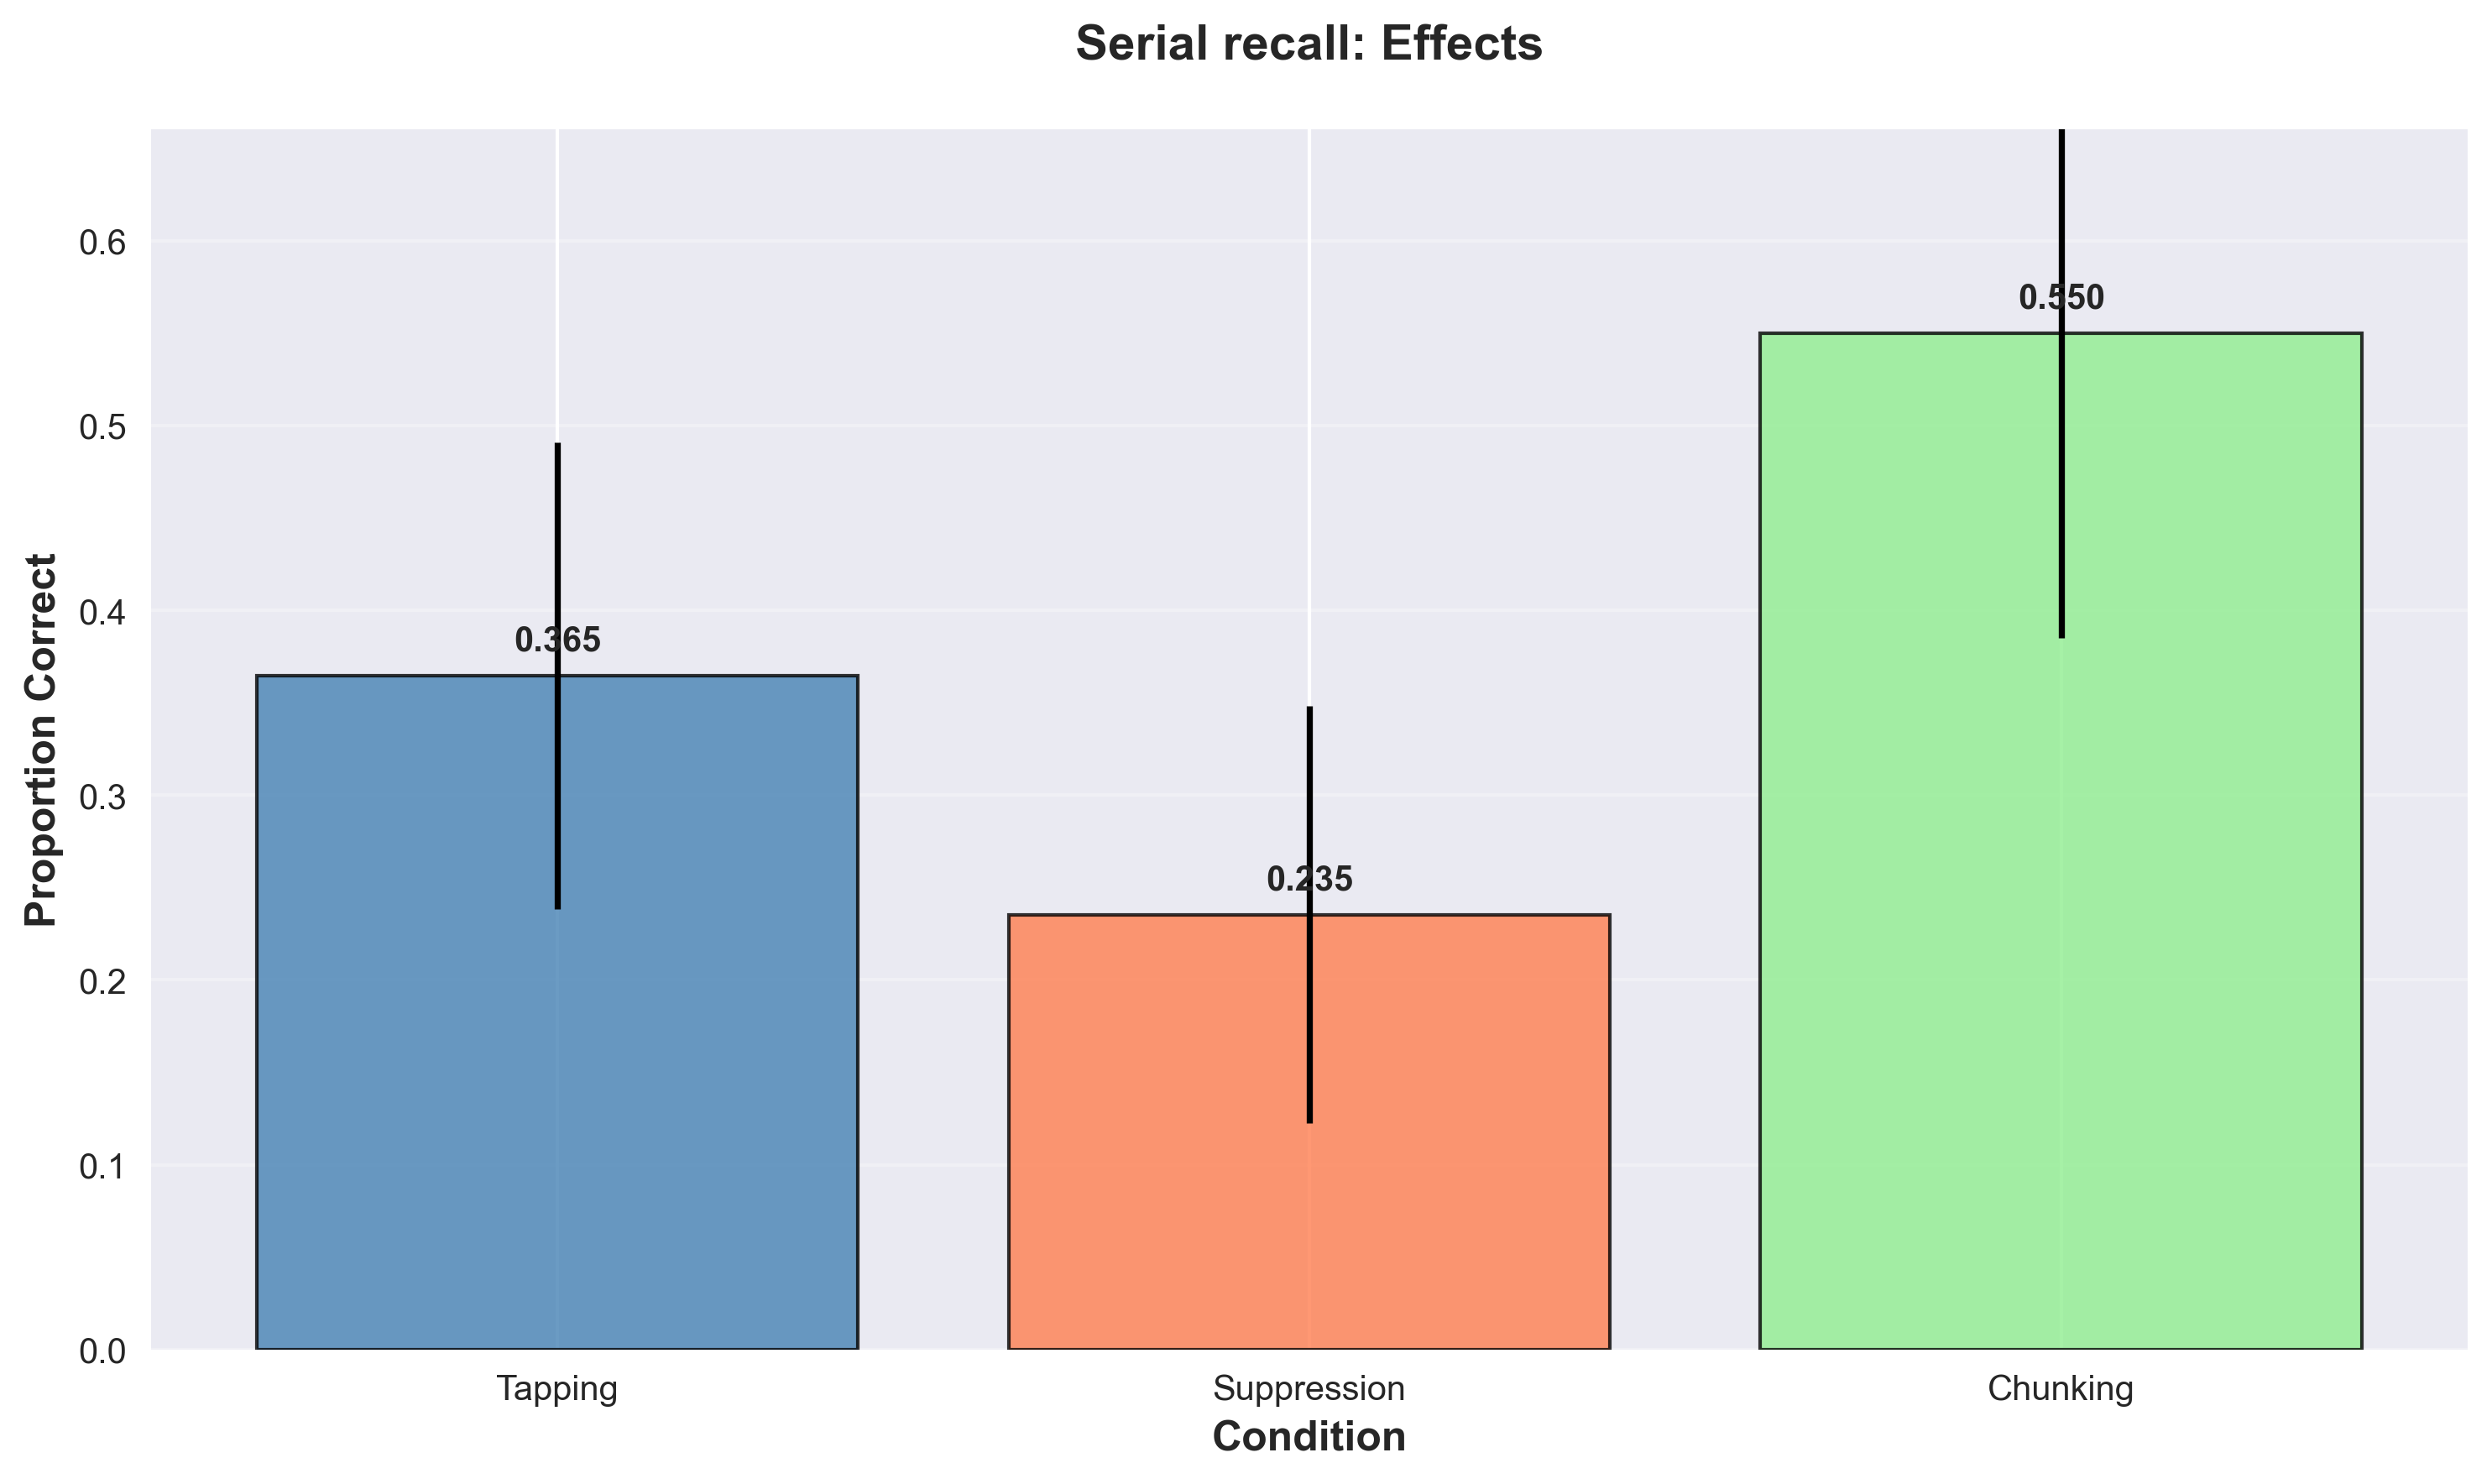 Serial recall: Effects
Proportion Correct
0.6
0.5
0.4
0.3
0.2
0.1
0.0
0.365
0.235
0.550
Tapping
Suppression
Chunking
Condition